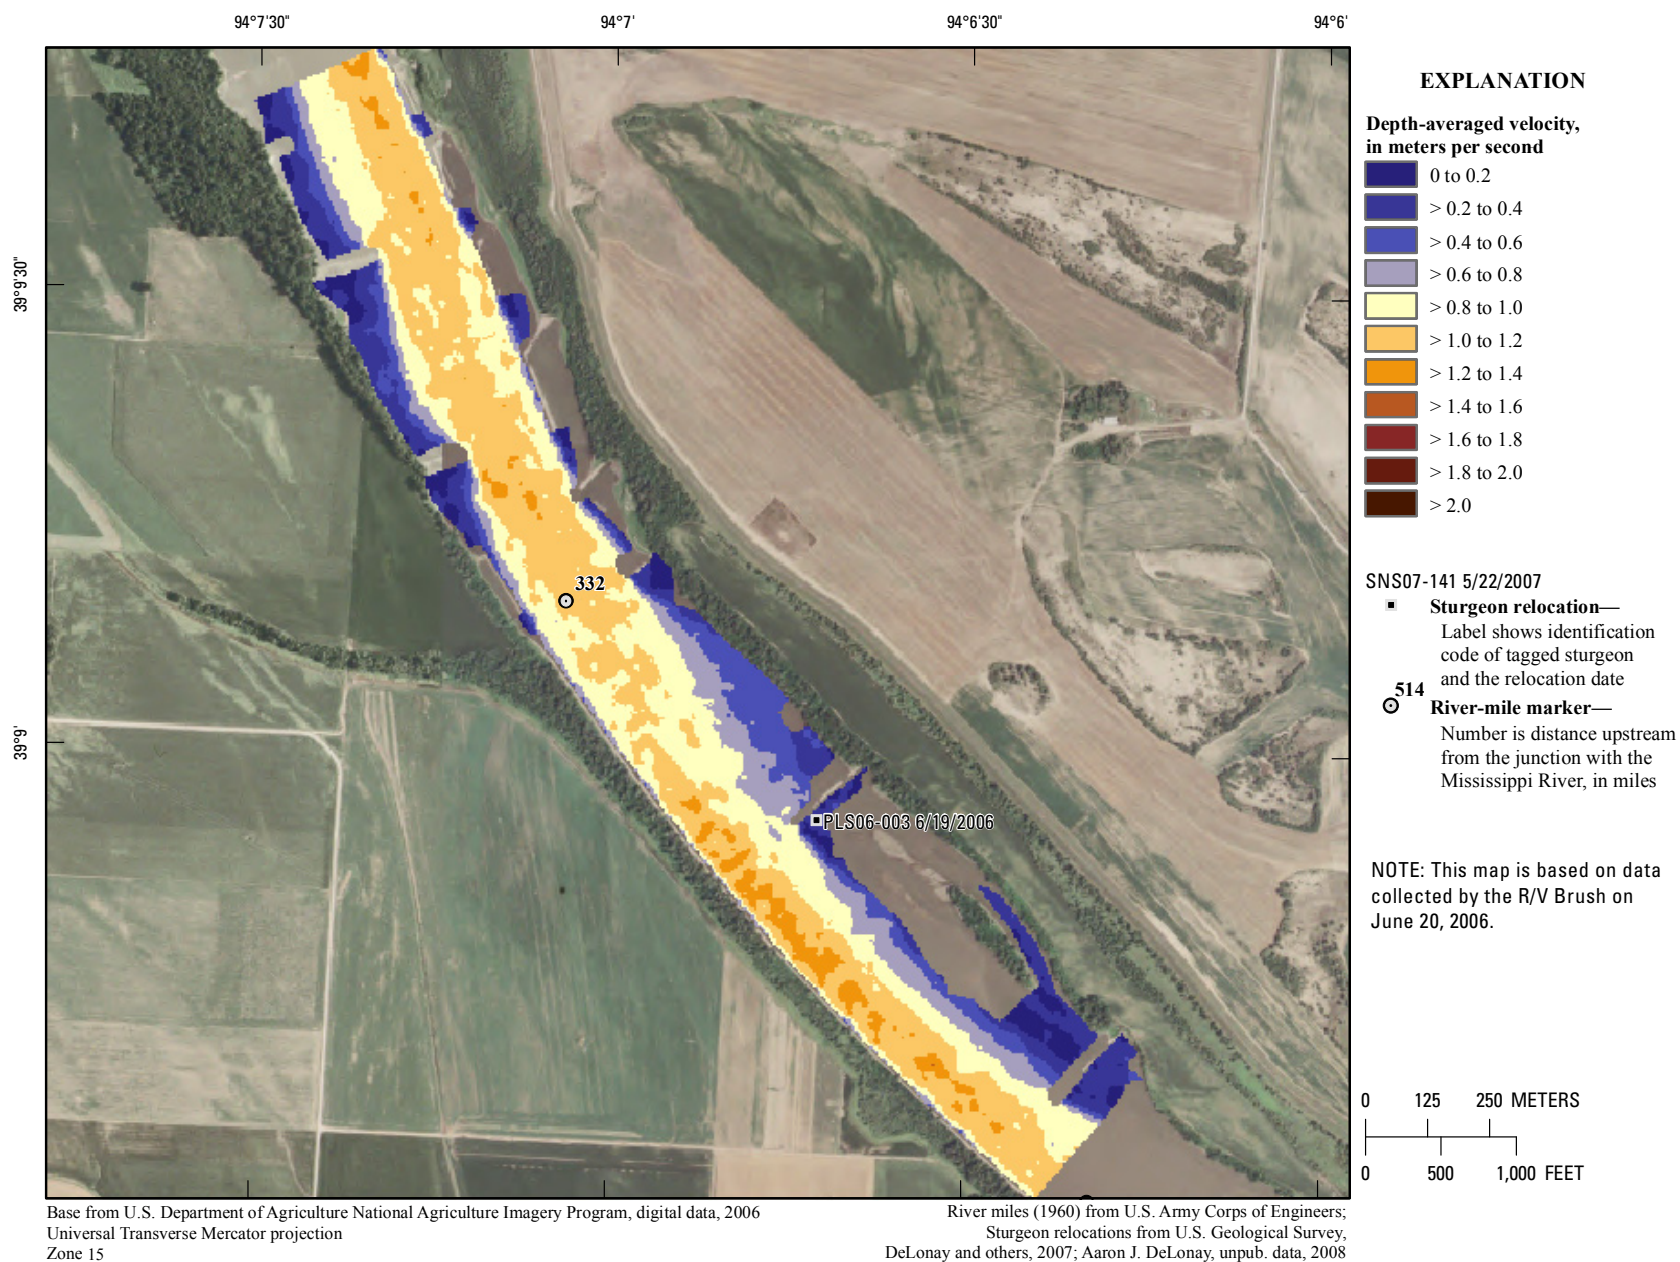 94°7'30"
94°7'
94°6'30"
94°6'
39°9'30"
39°9'
332
PLS06-003 6/19/2006
EXPLANATION
Depth-averaged velocity,
in meters per second
0 to 0.2
> 0.2 to 0.4
> 0.4 to 0.6
> 0.6 to 0.8
> 0.8 to 1.0
> 1.0 to 1.2
> 1.2 to 1.4
> 1.4 to 1.6
> 1.6 to 1.8
> 1.8 to 2.0
> 2.0
SNS07-141 5/22/2007
Sturgeon relocation—
Label shows identification
code of tagged sturgeon
and the relocation date
514
River-mile marker—
Number is distance upstream
from the junction with the
Mississippi River, in miles
NOTE: This map is based on data
collected by the R/V Brush on
June 20, 2006.
0 125 250 METERS
0 500 1,000 FEET
Base from U.S. Department of Agriculture National Agriculture Imagery Program, digital data, 2006
Universal Transverse Mercator projection
Zone 15
River miles (1960) from U.S. Army Corps of Engineers;
Sturgeon relocations from U.S. Geological Survey,
DeLonay and others, 2007; Aaron J. DeLonay, unpub. data, 2008